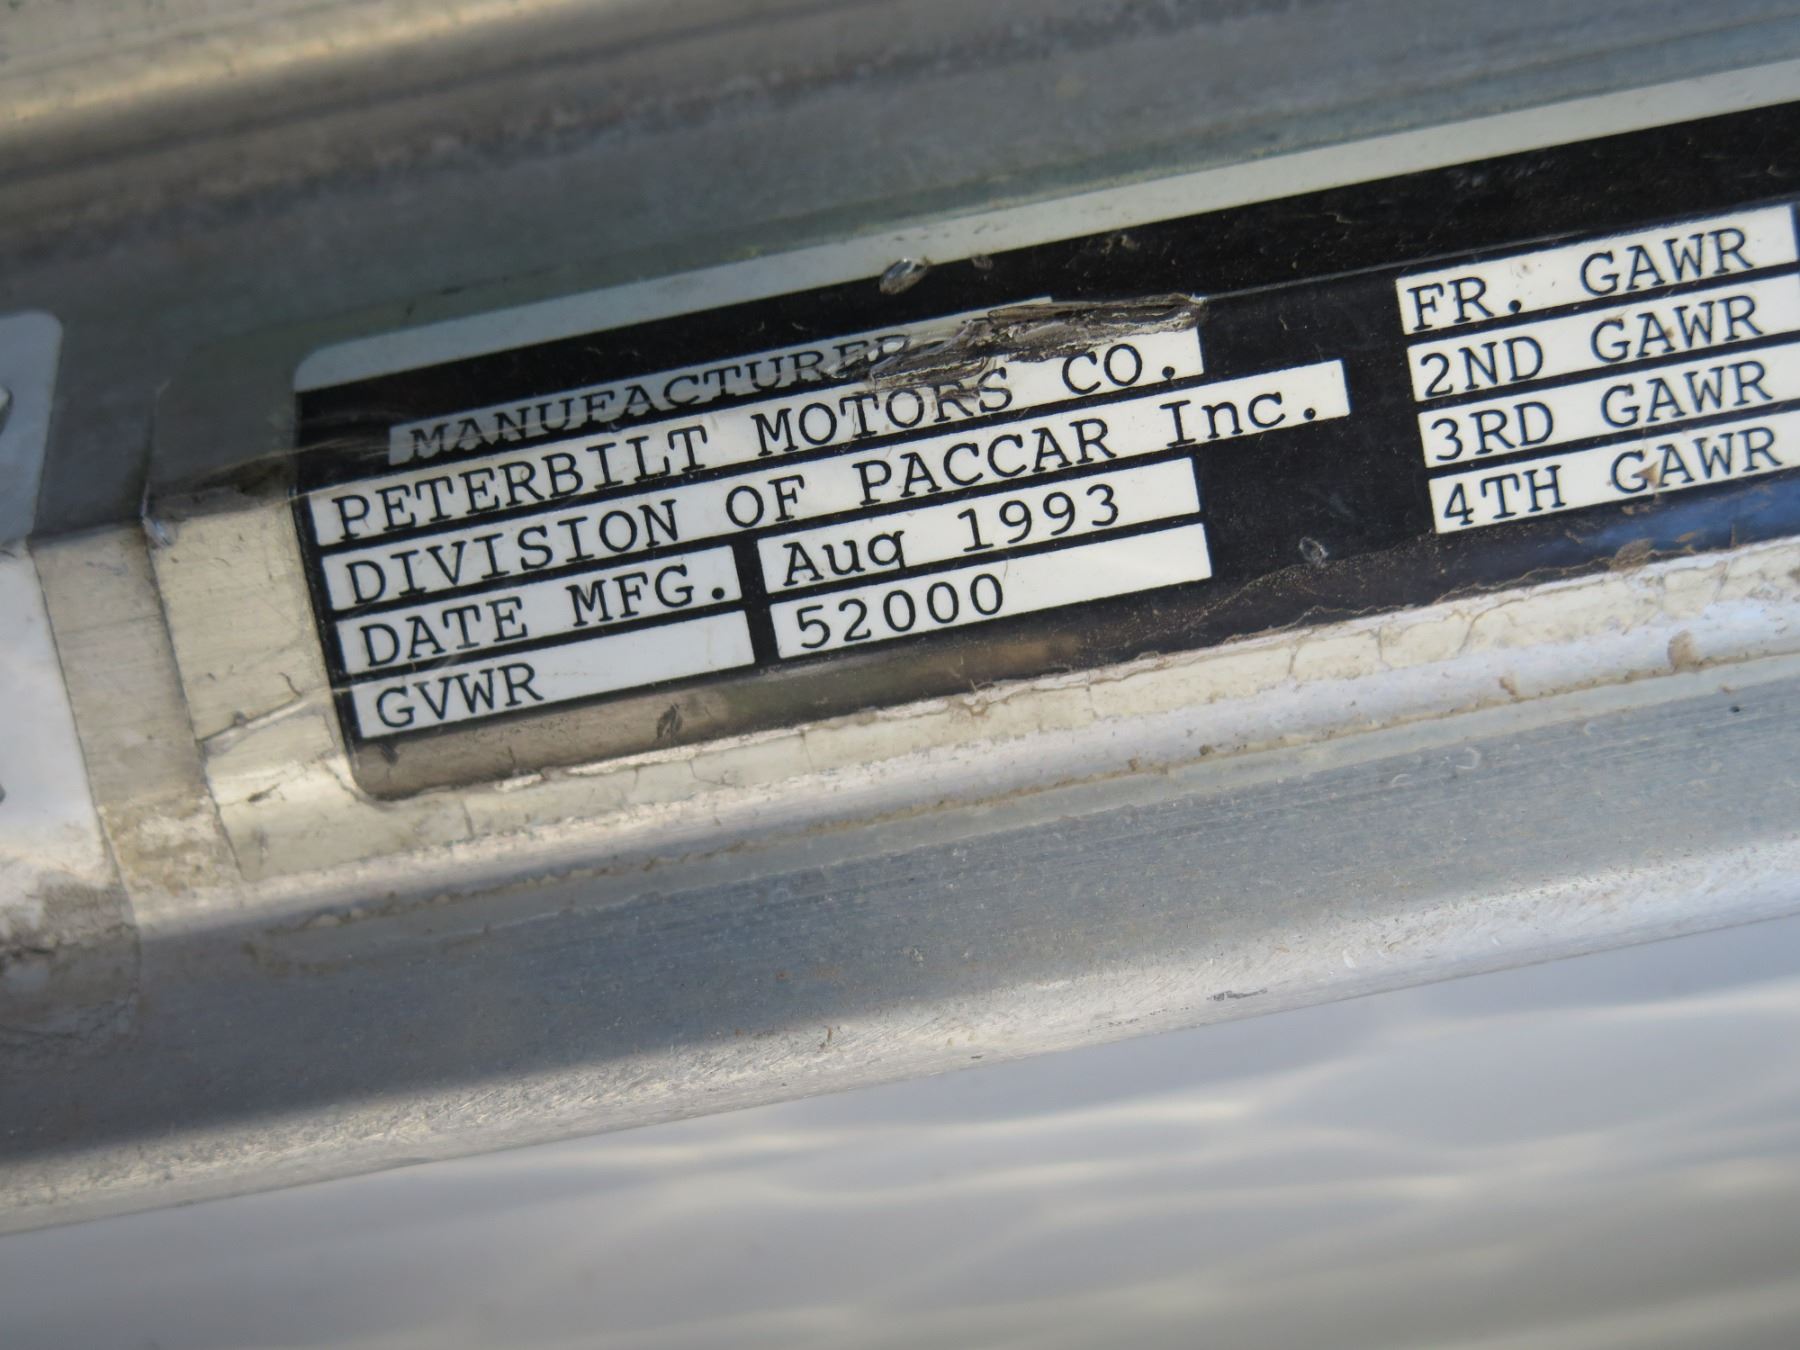 MANUFACTURED
PETERBILT MOTORS CO.
DIVISION OF PACCAR Inc.
DATE MFG. Aug 1993
GVWR 52000
FR. GAWR
2ND GAWR
3RD GAWR
4TH GAWR